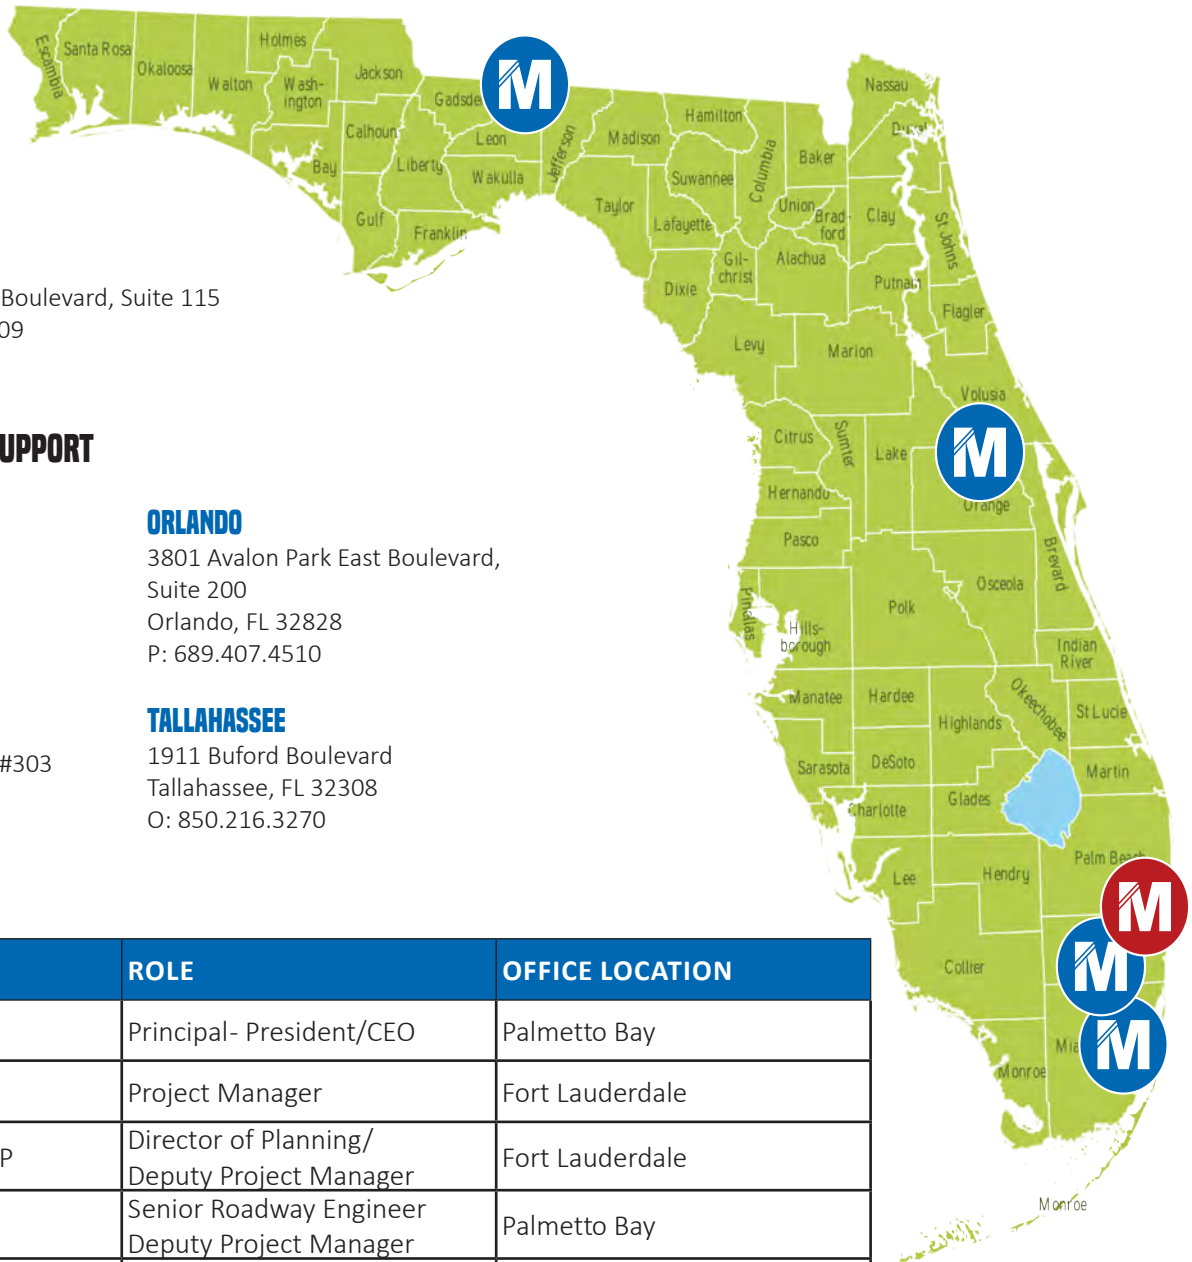 Escambia
Santa Rosa
Okaloosa
Walton
Holmes
Wash-
ington
Jackson
Gadsde
M
Calhoun
Leon
Bay
Liberty
Wakulla
Jefferson
Gulf
Franklin
Madison
Hamilton
Taylor
Suwannee
Lafayette
Columbia
Baker
Nassau
Duval
Union
Brad-
ford
Clay
St Johns
Gil-
christ
Alachua
Dixie
Putnam
Flagler
Levy
Marion
Volusia
Boulevard, Suite 115
09
UPPORT
Citrus
Sumter
Lake
M
Hernando
Orange
Pasco
Brevard
Osceola
Pinallas
Hills-
borough
Polk
Indian
River
ORLANDO
3801 Avalon Park East Boulevard,
Suite 200
Orlando, FL 32828
P: 689.407.4510
Manatee
Hardee
Highlands
Okeechobee
St Lucie
TALLAHASSEE
1911 Buford Boulevard
Tallahassee, FL 32308
O: 850.216.3270
#303
Sarasota
DeSoto
Martin
Charlotte
Glades
Palm Beach
Lee
Hendry
M
M
Collier
M
Mia
Monroe
Monroe
ROLE OFFICE LOCATION
Principal- President/CEO Palmetto Bay
Project Manager Fort Lauderdale
P Director of Planning/
Deputy Project Manager Fort Lauderdale
Senior Roadway Engineer
Deputy Project Manager Palmetto Bay